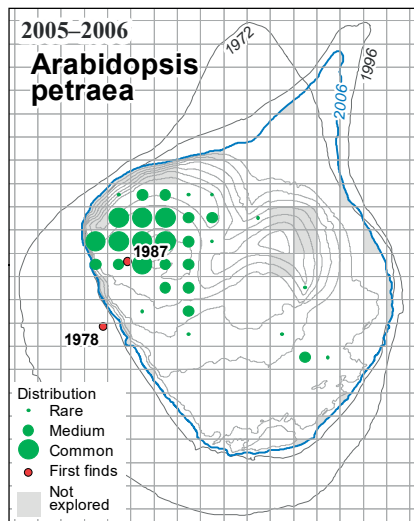 2005–2006
Arabidopsis
petraea
1972
1996
2006
1987
1978
Distribution
Rare
Medium
Common
First finds
Not
explored